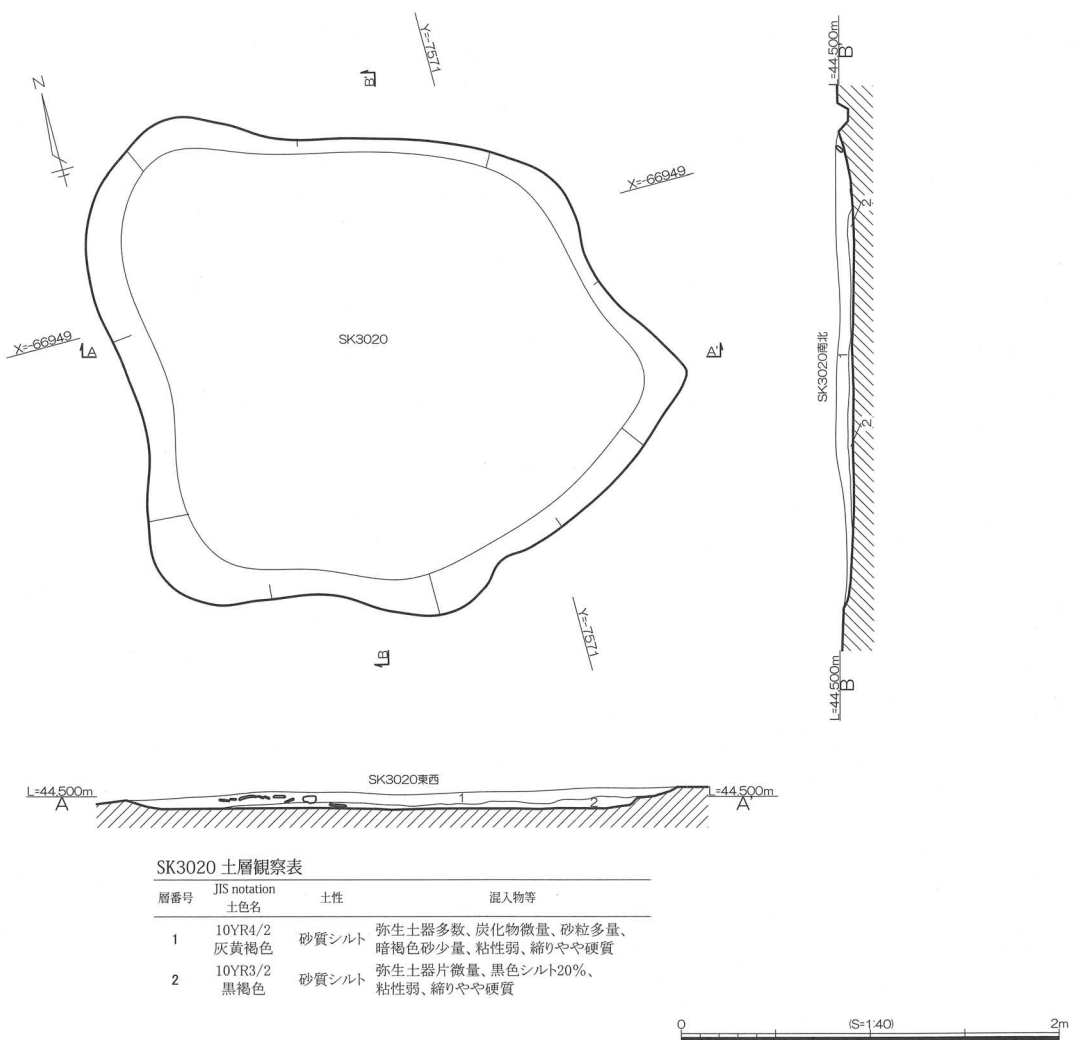 Y=-7571
L=44.500m
B'
B'
N
X=-66949
X=-66949
A
SK3020
A'
SK3020南北
1
2
2
Y=-7571
B
L=44.500m
B
SK3020東西
L=44.500m
A
1
2
L=44.500m
A'
SK3020 土層観察表
層番号 JIS notation 土色名 土性 混入物等
1 10YR4/2 灰黄褐色 砂質シルト 弥生土器多数、炭化物微量、砂粒多量、
暗褐色砂少量、粘性弱、締りやや硬質
2 10YR3/2 黒褐色 砂質シルト 弥生土器片微量、黒色シルト20%、
粘性弱、締りやや硬質
0 (S=1:40) 2m